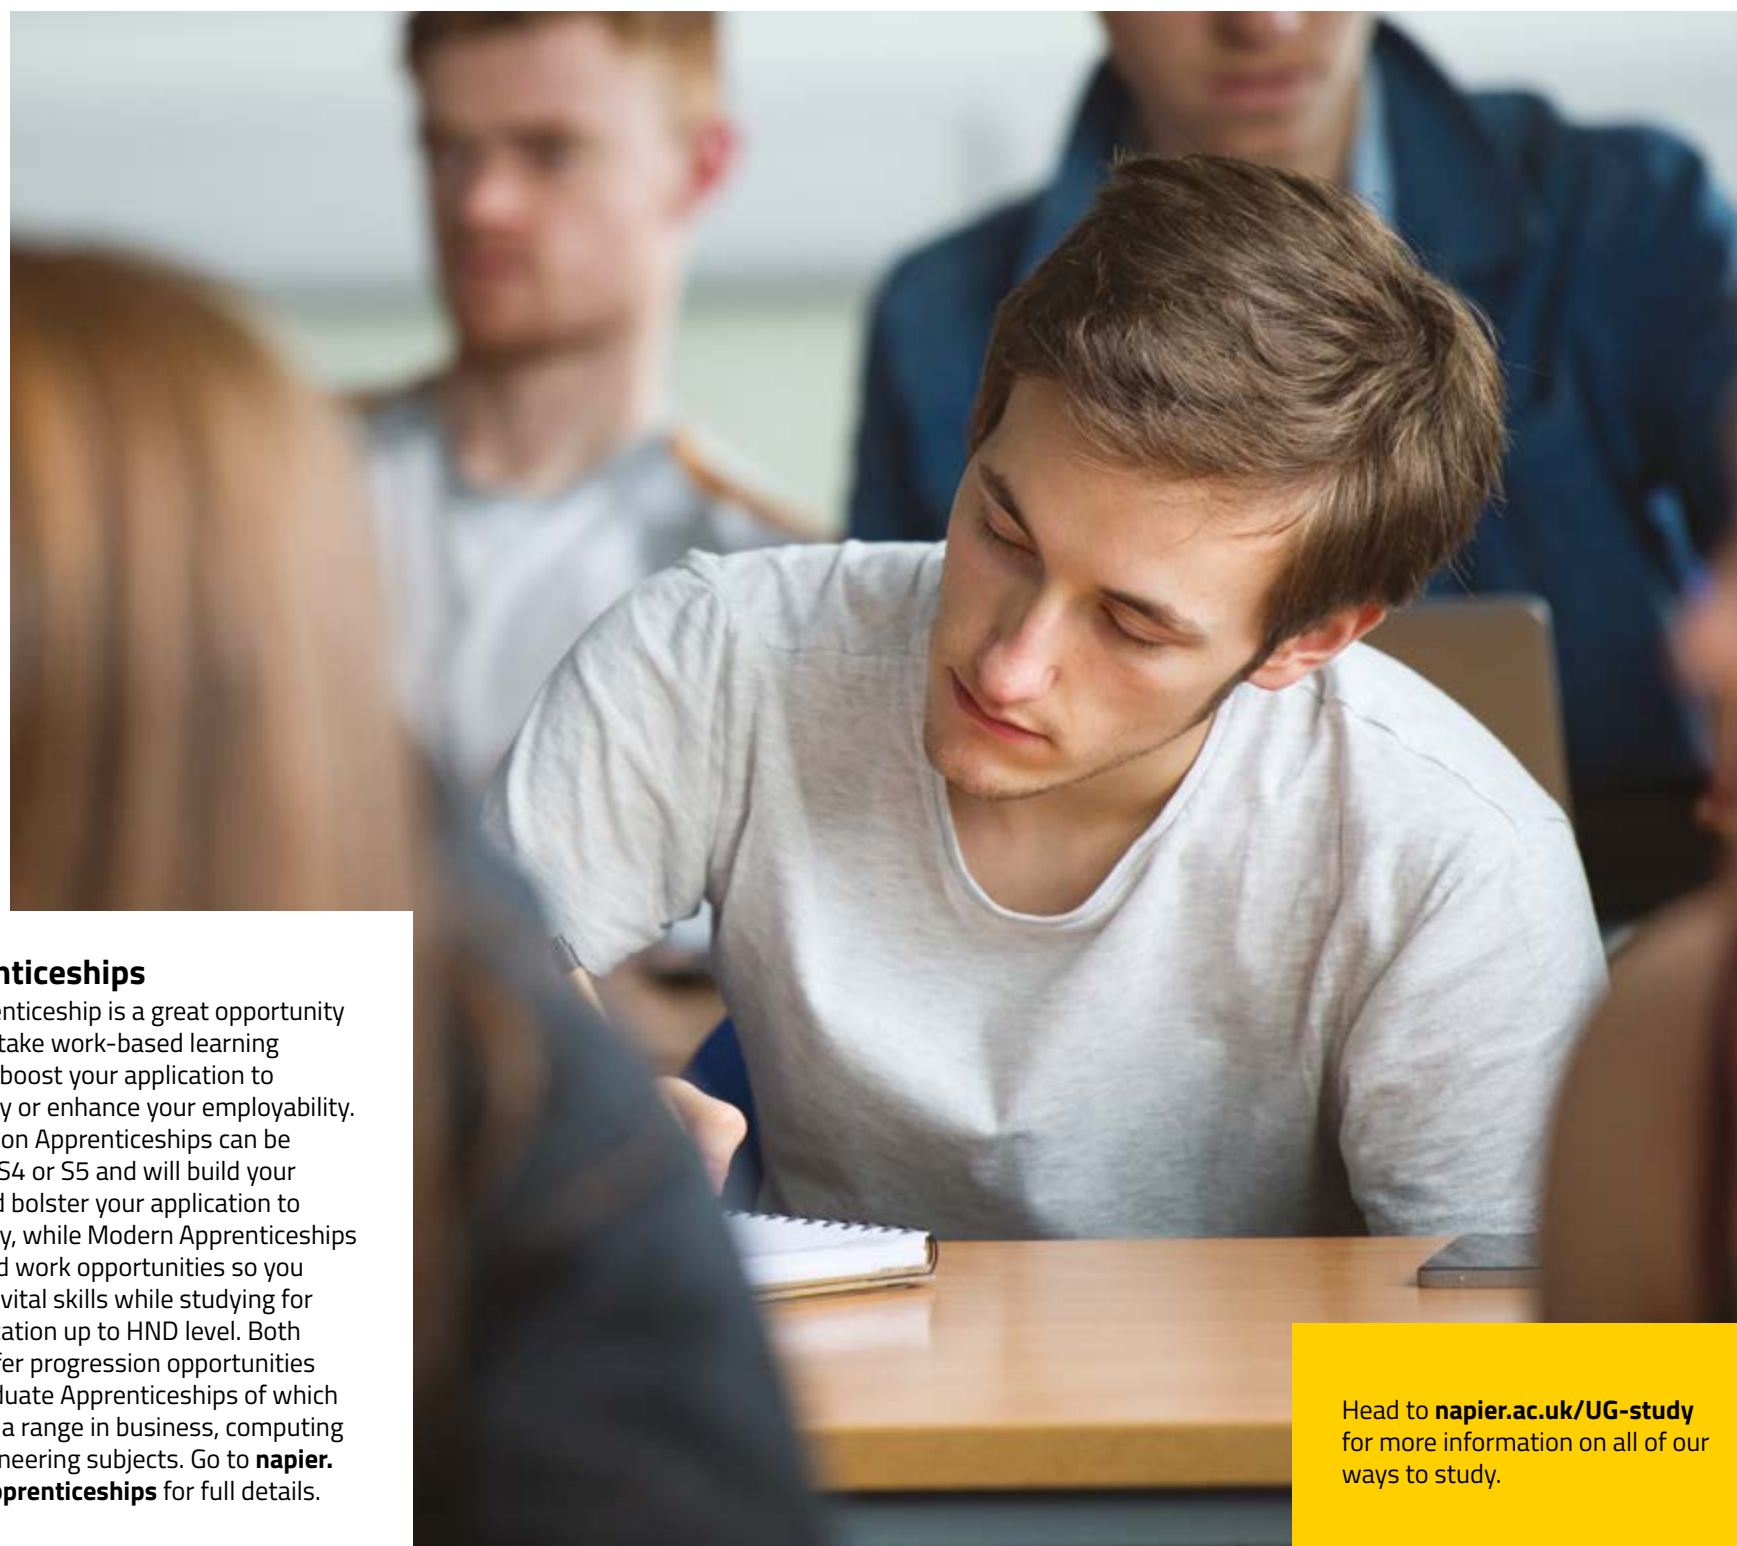 nticeships
enticeship is a great opportunity
take work-based learning
boost your application to
y or enhance your employability.
on Apprenticeships can be
S4 or S5 and will build your
d bolster your application to
y, while Modern Apprenticeships
d work opportunities so you
vital skills while studying for
cation up to HND level. Both
fer progression opportunities
duate Apprenticeships of which
a range in business, computing
neering subjects. Go to napier.
pprenticeships for full details.
Head to napier.ac.uk/UG-study
for more information on all of our
ways to study.